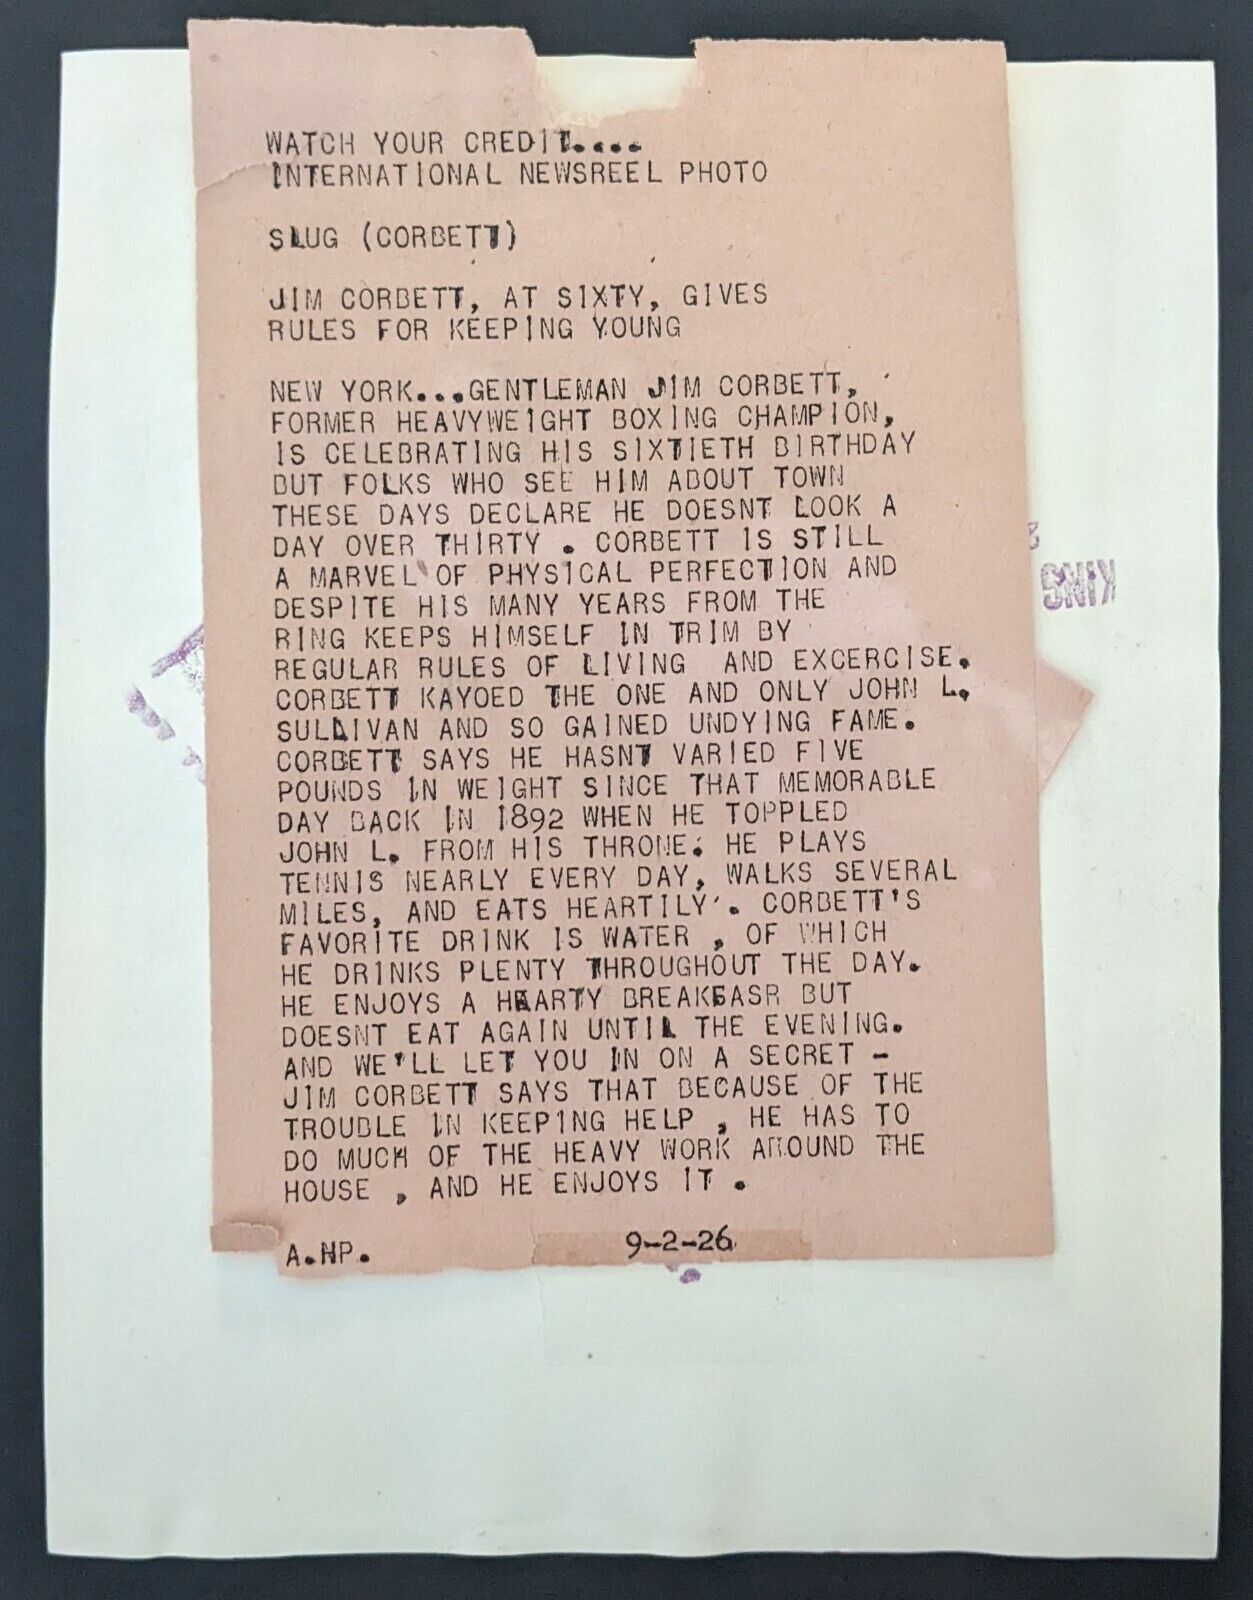 WATCH YOUR CREDIT....
INTERNATIONAL NEWSREEL PHOTO
SLUG (CORBETT)
JIM CORBETT, AT SIXTY, GIVES
RULES FOR KEEPING YOUNG
NEW YORK...GENTLEMAN JIM CORBETT,
FORMER HEAVYWEIGHT BOXING CHAMPION,
IS CELEBRATING HIS SIXTIETH BIRTHDAY
BUT FOLKS WHO SEE HIM ABOUT TOWN
THESE DAYS DECLARE HE DOESNT LOOK A
DAY OVER THIRTY . CORBETT IS STILL
A MARVEL OF PHYSICAL PERFECTION AND
DESPITE HIS MANY YEARS FROM THE
RING KEEPS HIMSELF IN TRIM BY
REGULAR RULES OF LIVING  AND EXCERCISE.
CORBETT KAYOED THE ONE AND ONLY JOHN L.
SULLIVAN AND SO GAINED UNDYING FAME.
CORBETT SAYS HE HASNT VARIED FIVE
POUNDS IN WEIGHT SINCE THAT MEMORABLE
DAY BACK IN 1892 WHEN HE TOPPLED
JOHN L. FROM HIS THRONE. HE PLAYS
TENNIS NEARLY EVERY DAY, WALKS SEVERAL
MILES, AND EATS HEARTILY . CORBETT'S
FAVORITE DRINK IS WATER , OF WHICH
HE DRINKS PLENTY THROUGHOUT THE DAY.
HE ENJOYS A HEARTY BREAKFASR BUT
DOESNT EAT AGAIN UNTIL THE EVENING.
AND WE'LL LET YOU IN ON A SECRET -
JIM CORBETT SAYS THAT BECAUSE OF THE
TROUBLE IN KEEPING HELP , HE HAS TO
DO MUCH OF THE HEAVY WORK AROUND THE
HOUSE , AND HE ENJOYS IT .
A.NP. 9-2-26
KING